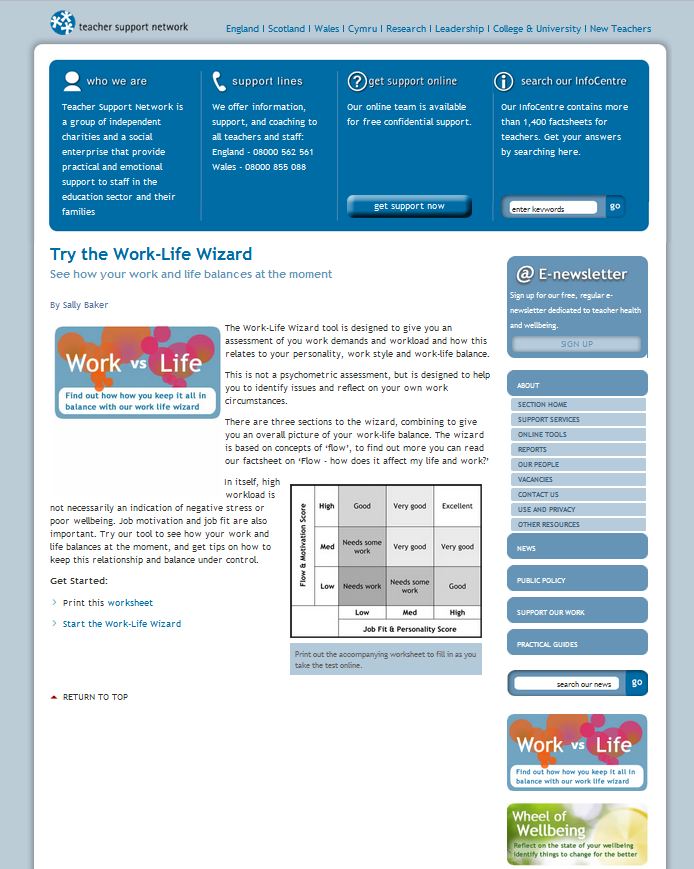 teacher support network
England | Scotland | Wales | Cymru | Research | Leadership | College & University | New Teachers
who we are
Teacher Support Network is
a group of independent
charities and a social
enterprise that provide
practical and emotional
support to staff in the
education sector and their
families
support lines
We offer information,
support, and coaching to
all teachers and staff:
England - 08000 562 561
Wales - 08000 855 088
get support online
Our online team is available
for free confidential support.
get support now
search our InfoCentre
Our InfoCentre contains more
than 1,400 factsheets for
teachers. Get your answers
by searching here.
enter keywords
go
Try the Work-Life Wizard
See how your work and life balances at the moment
By Sally Baker
Work vs Life
Find out how how you keep it all in
balance with our work life wizard
The Work-Life Wizard tool is designed to give you an
assessment of you work demands and workload and how this
relates to your personality, work style and work-life balance.
This is not a psychometric assessment, but is designed to help
you to identify issues and reflect on your own work
circumstances.
There are three sections to the wizard, combining to give
you an overall picture of your work-life balance. The wizard
is based on concepts of ‘flow’, to find out more you can read
our factsheet on ‘Flow - how does it affect my life and work?’
In itself, high
workload is
not necessarily an indication of negative stress or
poor wellbeing. Job motivation and job fit are also
important. Try our tool to see how your work and
life balances at the moment, and get tips on how to
keep this relationship and balance under control.
Flow & Motivation Score
High Good Very good Excellent
Med Needs some work Very good Very good
Low Needs work Needs some work Good
Low Med High
Job Fit & Personality Score
Print out the accompanying worksheet to fill in as you
take the test online.
Get Started:
Print this worksheet
Start the Work-Life Wizard
RETURN TO TOP
@ E-newsletter
Sign up for our free, regular e-
newsletter dedicated to teacher health
and wellbeing.
SIGN UP
ABOUT
SECTION HOME
SUPPORT SERVICES
ONLINE TOOLS
REPORTS
OUR PEOPLE
VACANCIES
CONTACT US
USE AND PRIVACY
OTHER RESOURCES
NEWS
PUBLIC POLICY
SUPPORT OUR WORK
PRACTICAL GUIDES
search our news
go
Work vs Life
Find out how how you keep it all in
balance with our work life wizard
Wheel of
Wellbeing
Reflect on the state of your wellbeing
Identify things to change for the better